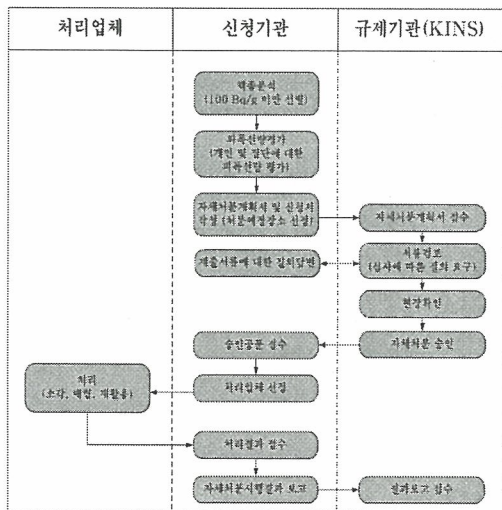 처리업체
신청기관
규제기관(KINS)
핵종분석
(100 Bq/g 미만 선별)
피폭선량평가
(개인 및 집단에 대한
피폭선량 평가)
자체처분계획서 및 신청서
작성 (처분예정장소 선정)
자체처분계획서 접수
제출서류에 대한 질의답변
서류검토
(심사에 따른 질의 요구)
현장확인
승인공문 접수
자체처분 승인
처리
(소각, 매립, 재활용)
처리업체 선정
처리결과 접수
자체처분시행결과 보고
결과보고 접수